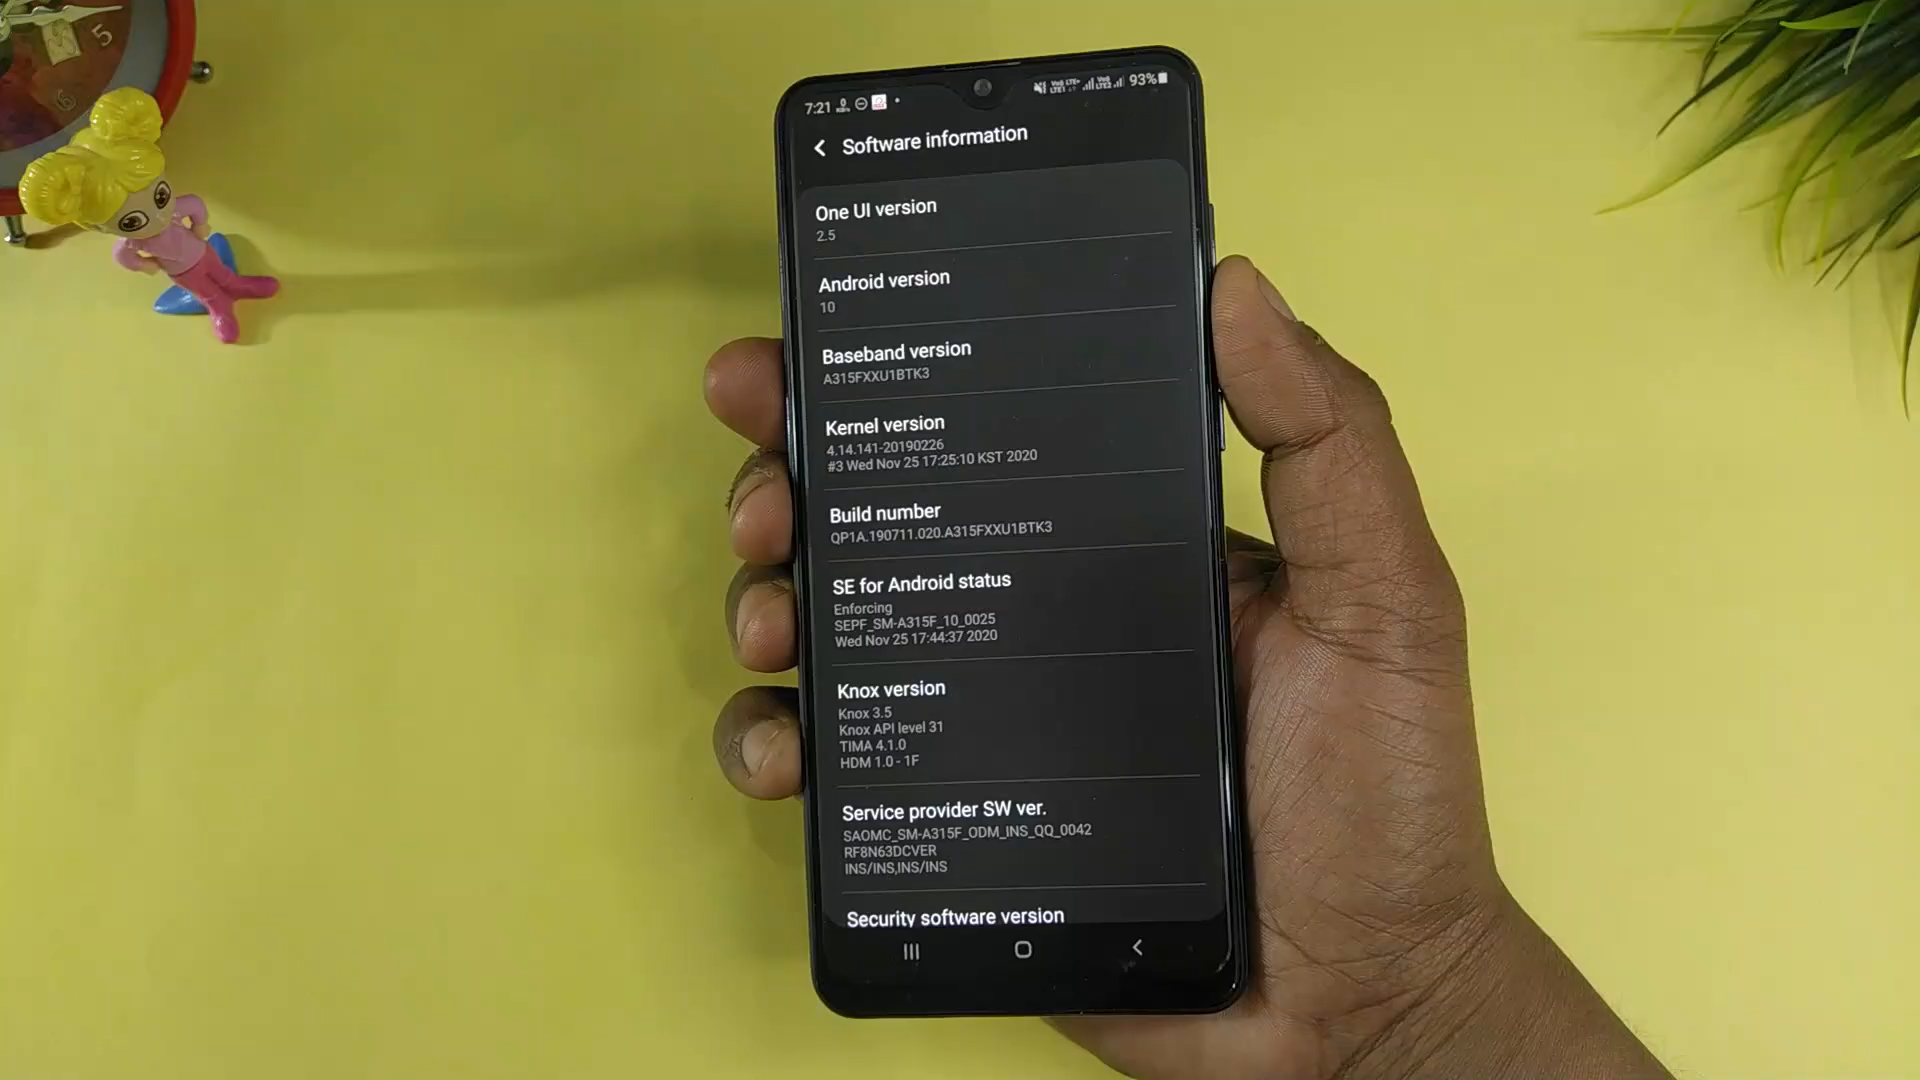 5
6
7:21
93%
Software information
One UI version
2.5
Android version
10
Baseband version
A315FXXU1BTK3
Kernel version
4.14.141-20190226
#3 Wed Nov 25 17:25:10 KST 2020
Build number
QP1A.190711.020.A315FXXU1BTK3
SE for Android status
Enforcing
SEPF_SM-A315F_10_0025
Wed Nov 25 17:44:37 2020
Knox version
Knox 3.5
Knox API level 31
TIMA 4.1.0
HDM 1.0 - 1F
Service provider SW ver.
SAOMC_SM-A315F_ODM_INS_QQ_0042
RF8N63DCVER
INS/INS,INS/INS
Security software version